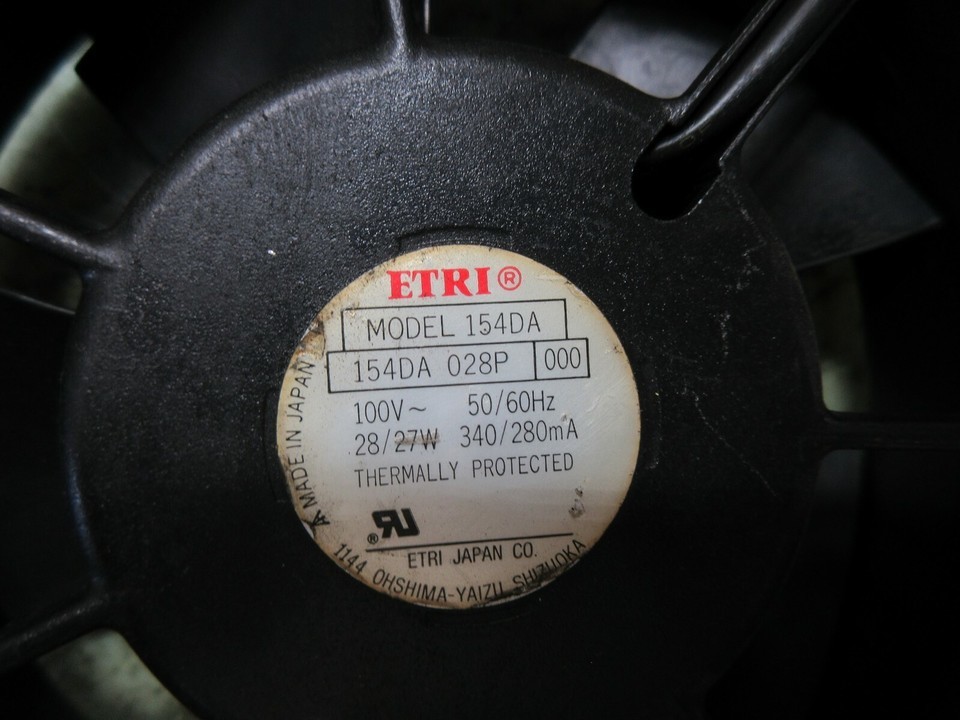 ETRI®
MODEL 154DA
154DA 028P 000
100V~ 50/60Hz
28/27W 340/280mA
THERMALLY PROTECTED
ETRI JAPAN CO.
1144 OHSHIMA-YAIZU SHIZUOKA
MADE IN JAPAN